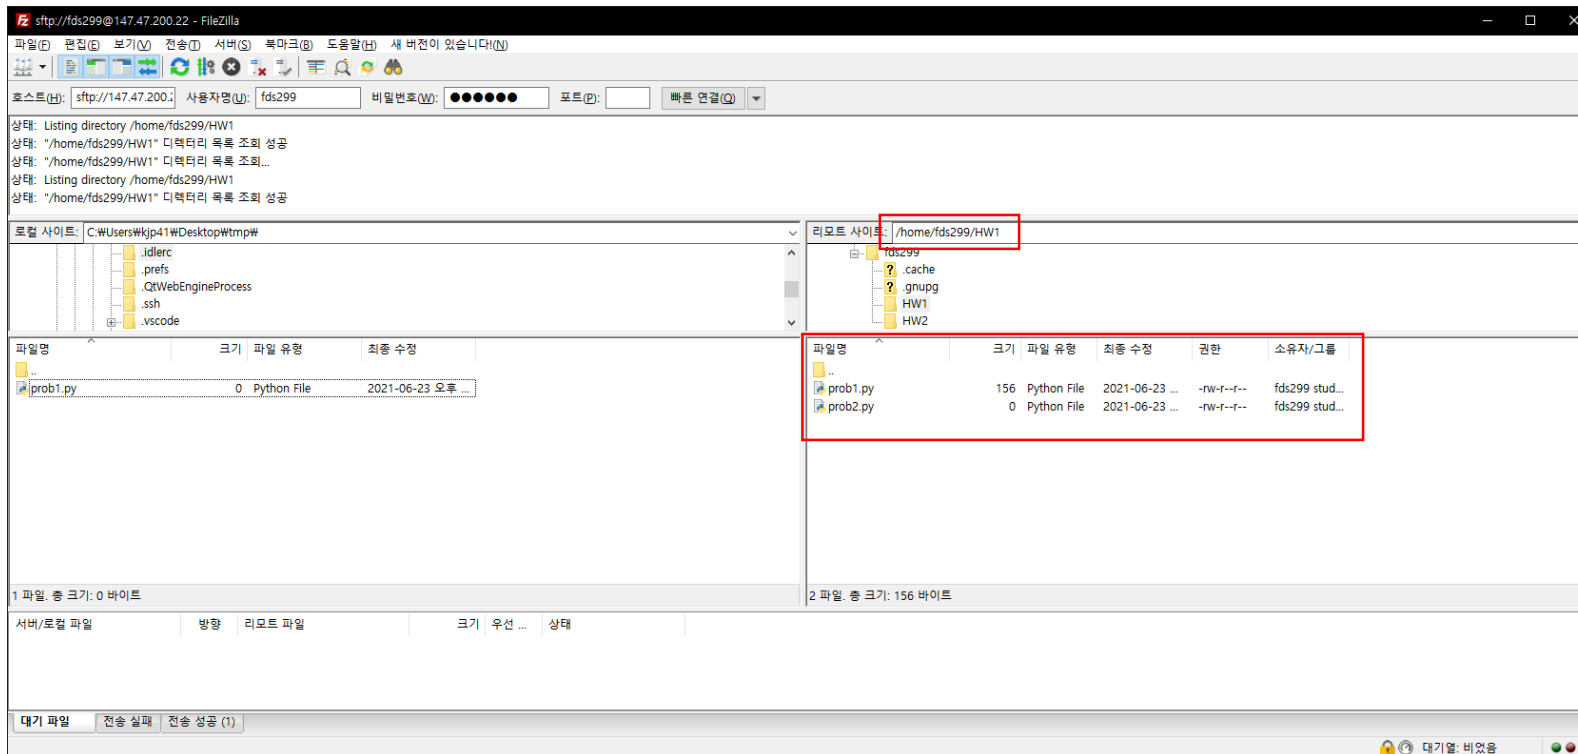 sftp://fds299@147.47.200.22 - FileZilla
파일(F) 편집(E) 보기(V) 전송(T) 서버(S) 북마크(B) 도움말(H) 새 버전이 있습니다!(N)
호스트(H): sftp://147.47.200.2 사용자명(U): fds299 비밀번호(W): ●●●●●● 포트(P): 빠른 연결(Q)
상태: Listing directory /home/fds299/HW1
상태: "/home/fds299/HW1" 디렉터리 목록 조회 성공
상태: "/home/fds299/HW1" 디렉터리 목록 조회...
상태: Listing directory /home/fds299/HW1
상태: "/home/fds299/HW1" 디렉터리 목록 조회 성공
로컬 사이트: C:₩Users₩kjp41₩Desktop₩tmp₩
.idlerc
.prefs
.QtWebEngineProcess
.ssh
.vscode
리모트 사이트: /home/fds299/HW1
fds299
? .cache
? .gnupg
HW1
HW2
파일명 크기 파일 유형 최종 수정
..
prob1.py 0 Python File 2021-06-23 오후 ...
1 파일. 총 크기: 0 바이트
파일명 크기 파일 유형 최종 수정 권한 소유자/그룹
..
prob1.py 156 Python File 2021-06-23 ... -rw-r--r-- fds299 stud...
prob2.py 0 Python File 2021-06-23 ... -rw-r--r-- fds299 stud...
2 파일. 총 크기: 156 바이트
서버/로컬 파일 방향 리모트 파일 크기 우선 ... 상태
대기 파일 전송 실패 전송 성공 (1)
대기열: 비었음